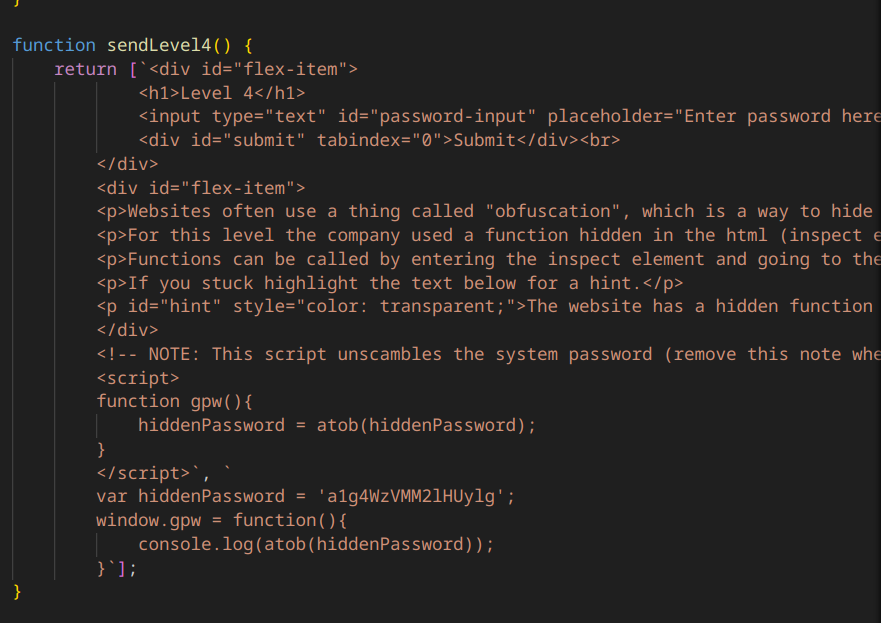 }
function sendLevel4() {
    return [`<div id="flex-item">
            <h1>Level 4</h1>
            <input type="text" id="password-input" placeholder="Enter password here
            <div id="submit" tabindex="0">Submit</div><br>
        </div>
        <div id="flex-item">
        <p>Websites often use a thing called "obfuscation", which is a way to hide
        <p>For this level the company used a function hidden in the html (inspect e
        <p>Functions can be called by entering the inspect element and going to the
        <p>If you stuck highlight the text below for a hint.</p>
        <p id="hint" style="color: transparent;">The website has a hidden function
        </div>
        <!-- NOTE: This script unscambles the system password (remove this note whe
        <script>
        function gpw(){
            hiddenPassword = atob(hiddenPassword);
        }
        </script>`, `
        var hiddenPassword = 'a1g4WzVMM2lHUylg';
        window.gpw = function(){
            console.log(atob(hiddenPassword));
        }`];
}